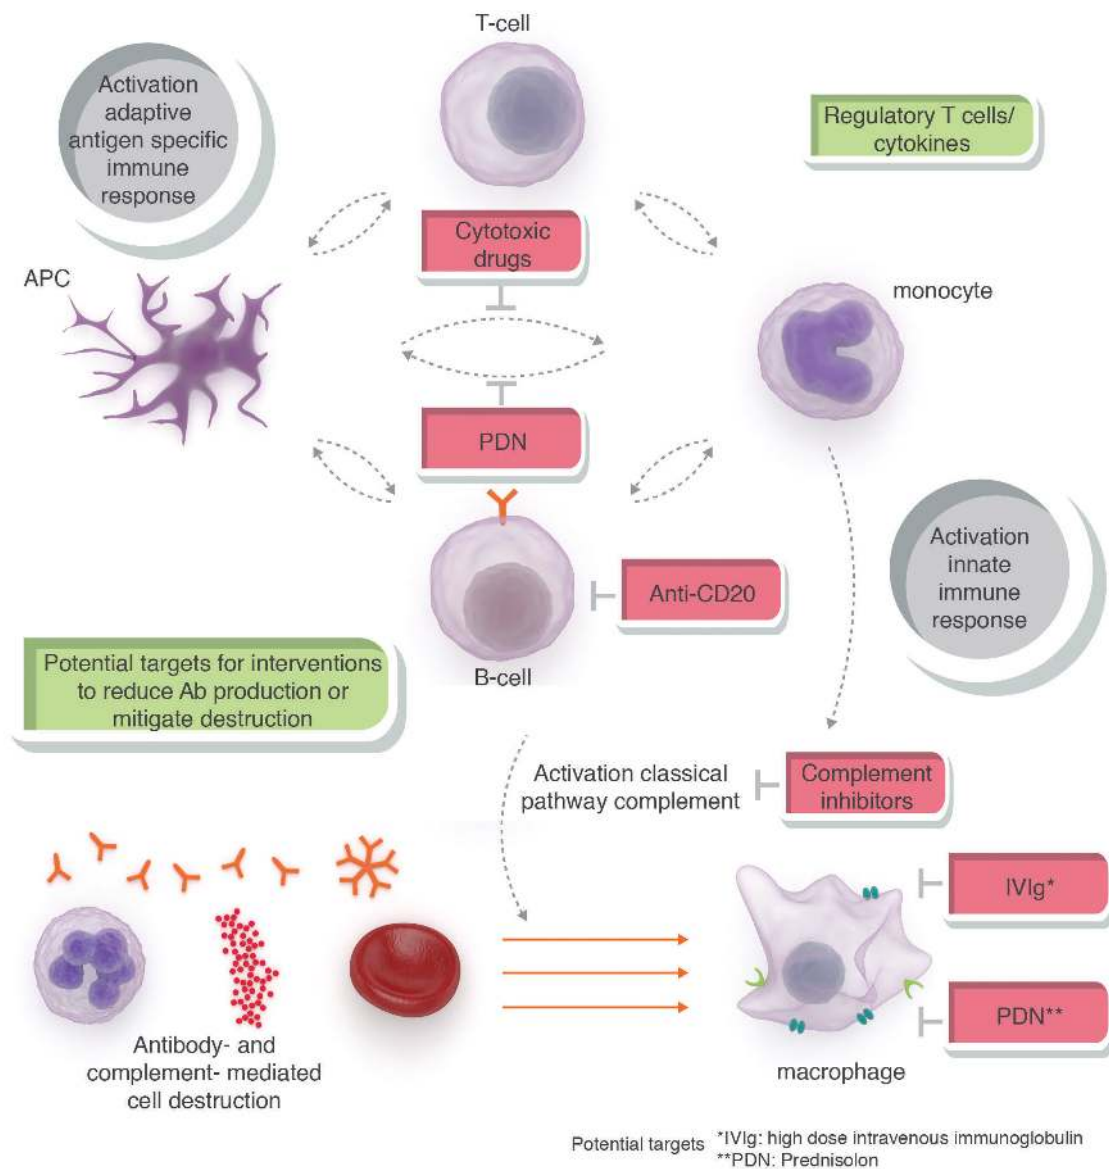 T-cell
Activation
adaptive
antigen specific
immune
response
Regulatory T cells/
cytokines
Cytotoxic
drugs
APC
monocyte
PDN
Activation
innate
immune
response
Anti-CD20
B-cell
Potential targets for interventions
to reduce Ab production or
mitigate destruction
Activation classical
pathway complement
Complement
inhibitors
IVIg*
PDN**
Antibody- and
complement- mediated
cell destruction
macrophage
Potential targets *IVIg: high dose intravenous immunoglobulin
**PDN: Prednisolon